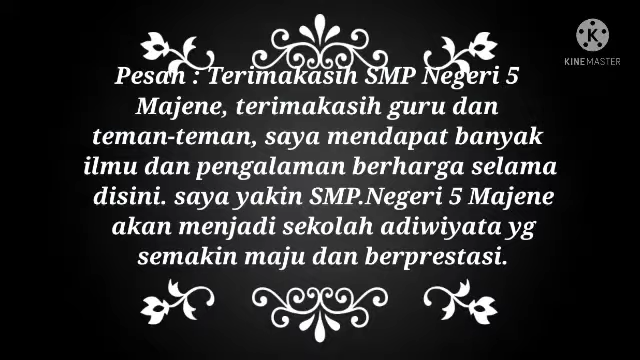 KINEMASTER
Pesan : Terimakasih SMP Negeri 5
Majene, terimakasih guru dan
teman-teman, saya mendapat banyak
ilmu dan pengalaman berharga selama
disini. saya yakin SMP.Negeri 5 Majene
akan menjadi sekolah adiwiyata yg
semakin maju dan berprestasi.